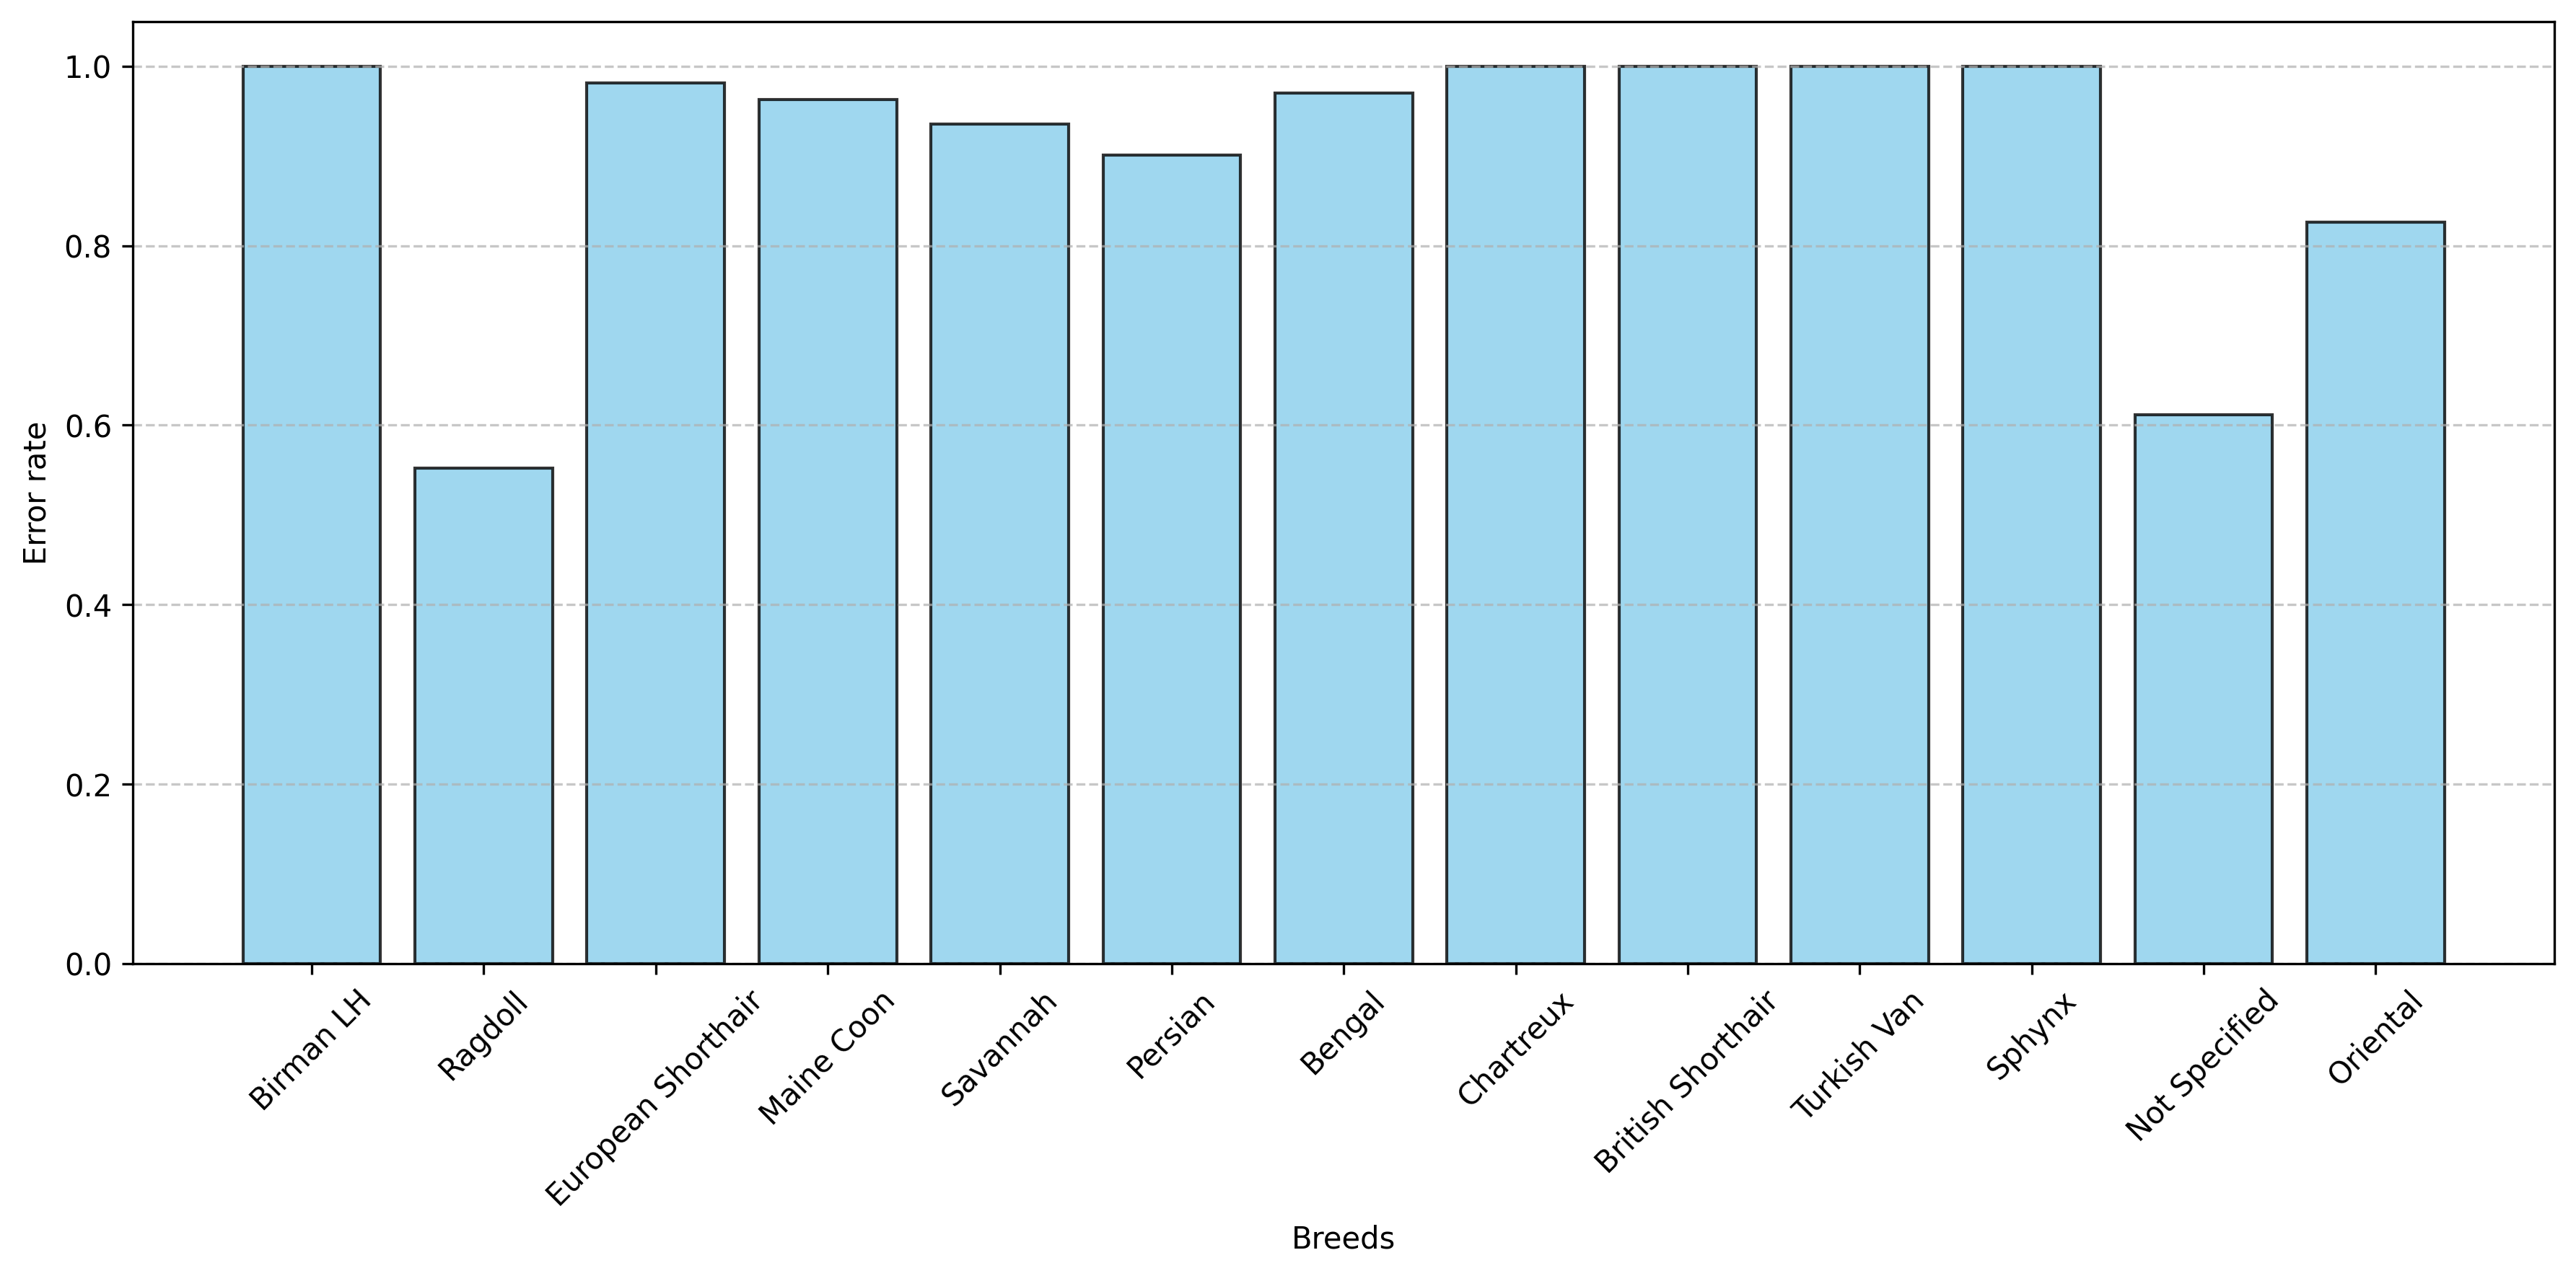 Error rate
1.0
0.8
0.6
0.4
0.2
0.0
Birman LH
Ragdoll
European Shorthair
Maine Coon
Savannah
Persian
Bengal
Chartreux
British Shorthair
Turkish Van
Sphynx
Not Specified
Oriental
Breeds